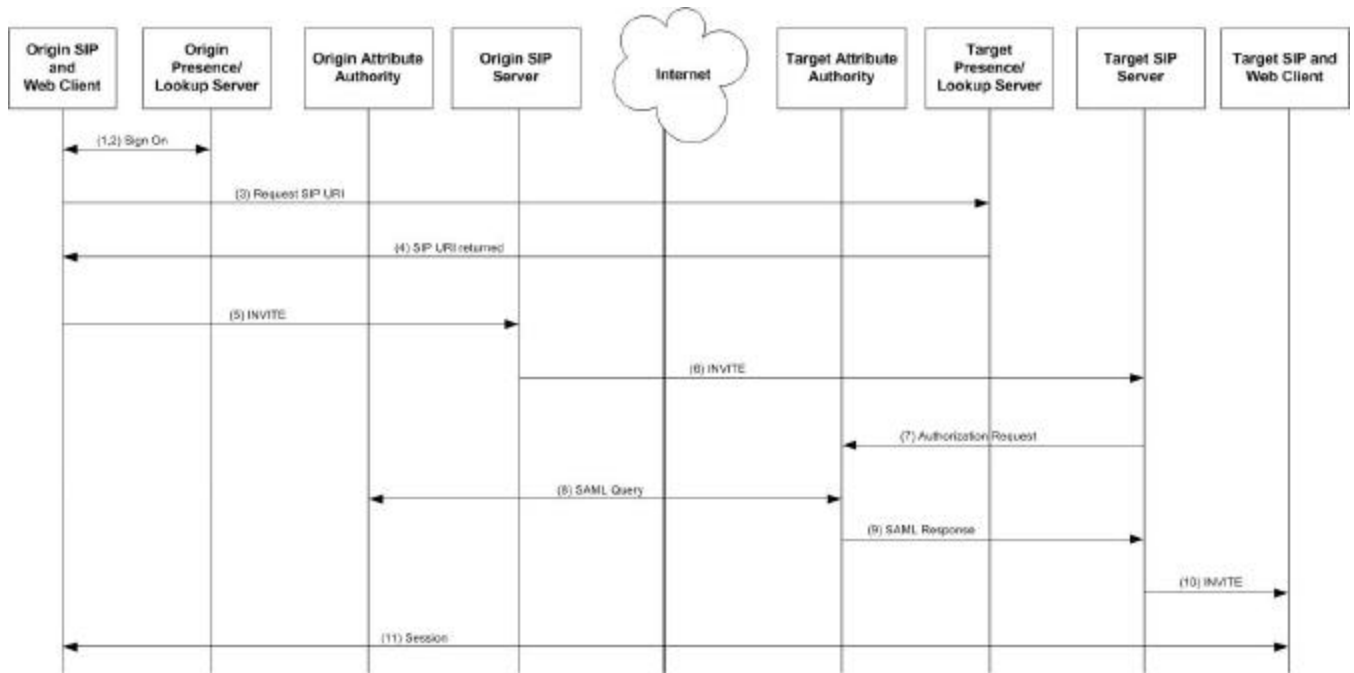 Origin SIP
and
Web Client
Origin
Presence/
Lookup Server
Origin Attribute
Authority
Origin SIP
Server
Internet
Target Attribute
Authority
Target
Presence/
Lookup Server
Target SIP
Server
Target SIP and
Web Client
(1,2) Sign On
(3) Request SIP URI
(4) SIP URI returned
(5) INVITE
(6) INVITE
(7) Authorization Request
(8) SAML Query
(9) SAML Response
(10) INVITE
(11) Session